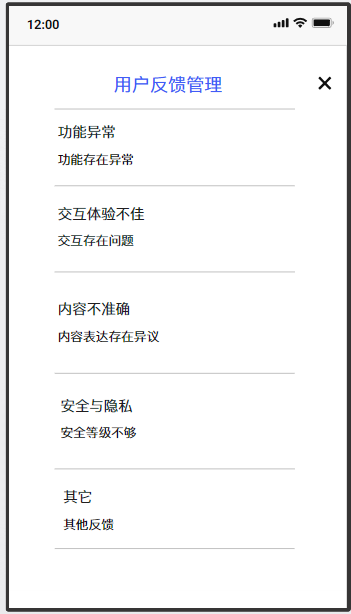 12:00
用户反馈管理
功能异常
功能存在异常
交互体验不佳
交互存在问题
内容不准确
内容表达存在异议
安全与隐私
安全等级不够
其它
其他反馈